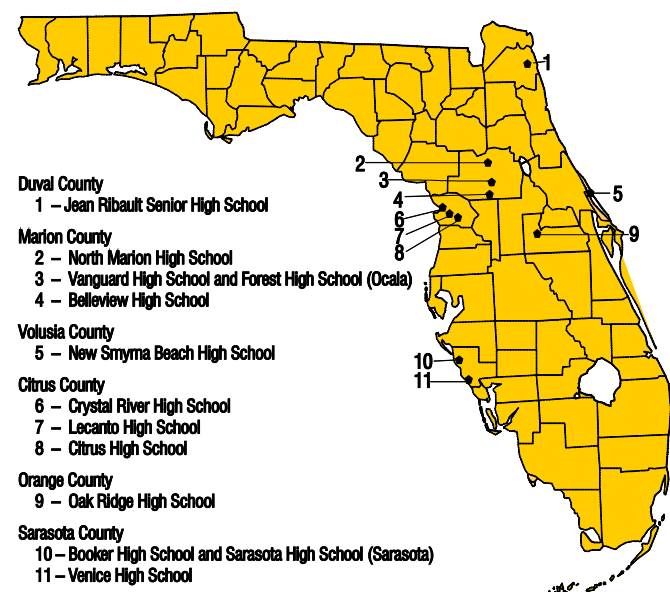 Duval County
1 – Jean Ribault Senior High School
Marion County
2 – North Marion High School
3 – Vanguard High School and Forest High School (Ocala)
4 – Belleview High School
Volusia County
5 – New Smyrna Beach High School
Citrus County
6 – Crystal River High School
7 – Lecanto High School
8 – Citrus High School
Orange County
9 – Oak Ridge High School
Sarasota County
10 – Booker High School and Sarasota High School (Sarasota)
11 – Venice High School
1
2
3
4
5
6
7
8
9
10
11